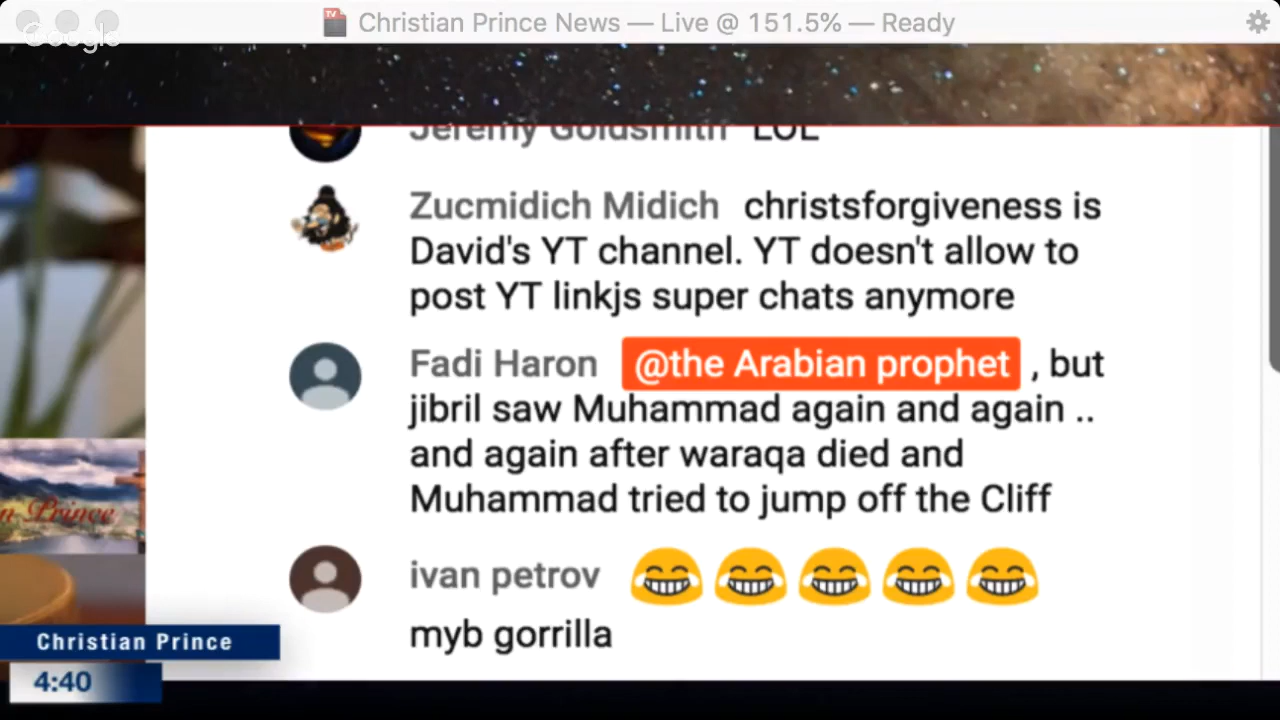 Christian Prince News — Live @ 151.5% — Ready
Google
Jeremy Goldsmith LOL
Zucmidich Midich christsforgiveness is
David's YT channel. YT doesn't allow to
post YT linkjs super chats anymore
Fadi Haron @the Arabian prophet , but
jibril saw Muhammad again and again ..
and again after waraqa died and
Muhammad tried to jump off the Cliff
n Prince
ivan petrov 😂😂😂😂😂
myb gorrilla
Christian Prince
4:40